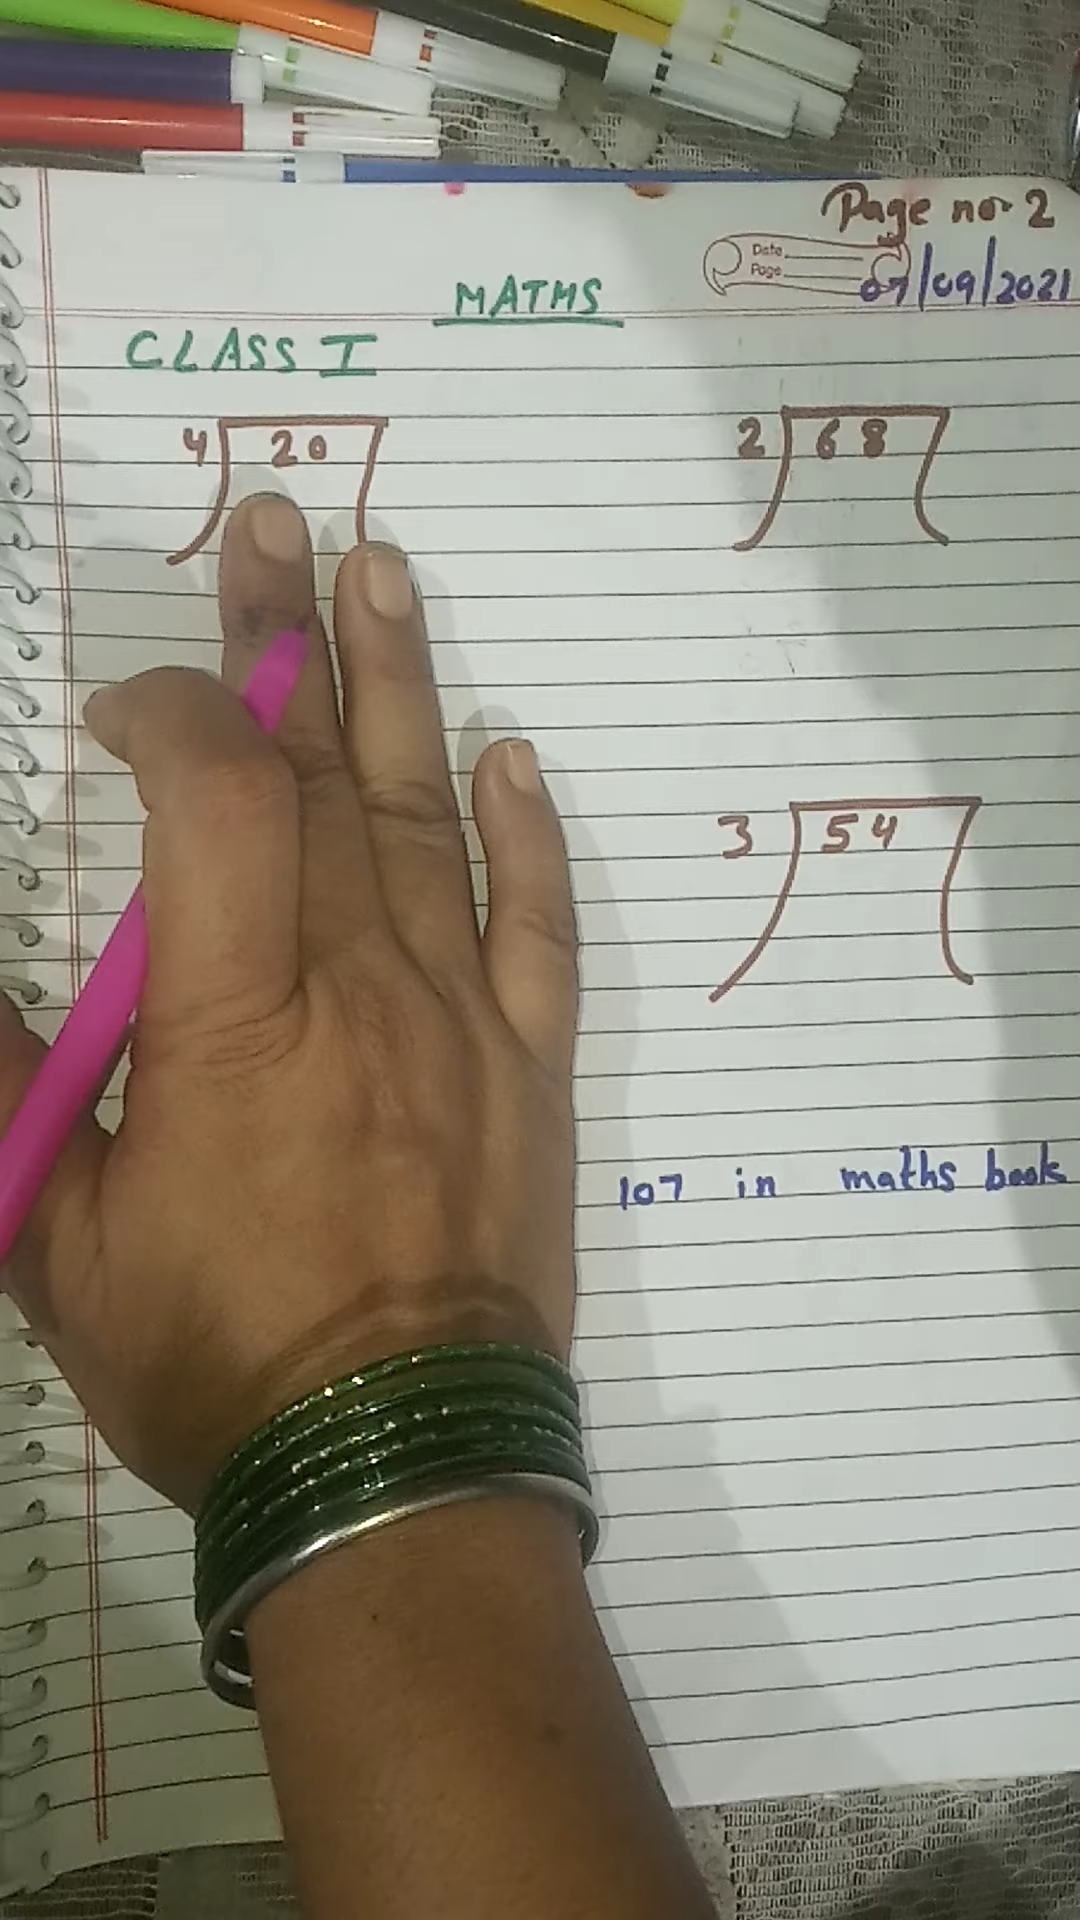 Page no. 2
Date
Page
07/09/2021
MATHS
CLASS I
4 20
2 68
3 54
107 in maths book